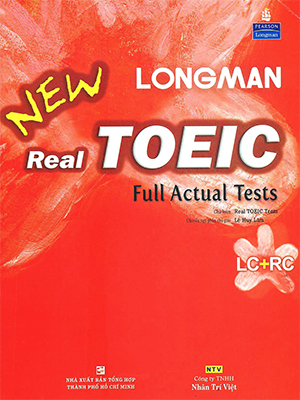 PEARSON
Longman
NEW
LONGMAN
Real TOEIC
Full Actual Tests
Real TOEIC Team
Lê Huy Lâm
LC+RC
NHÀ XUẤT BẢN TỔNG HỢP
THÀNH PHỐ HỒ CHÍ MINH
NTV
Công ty TNHH
Nhân Trí Việt